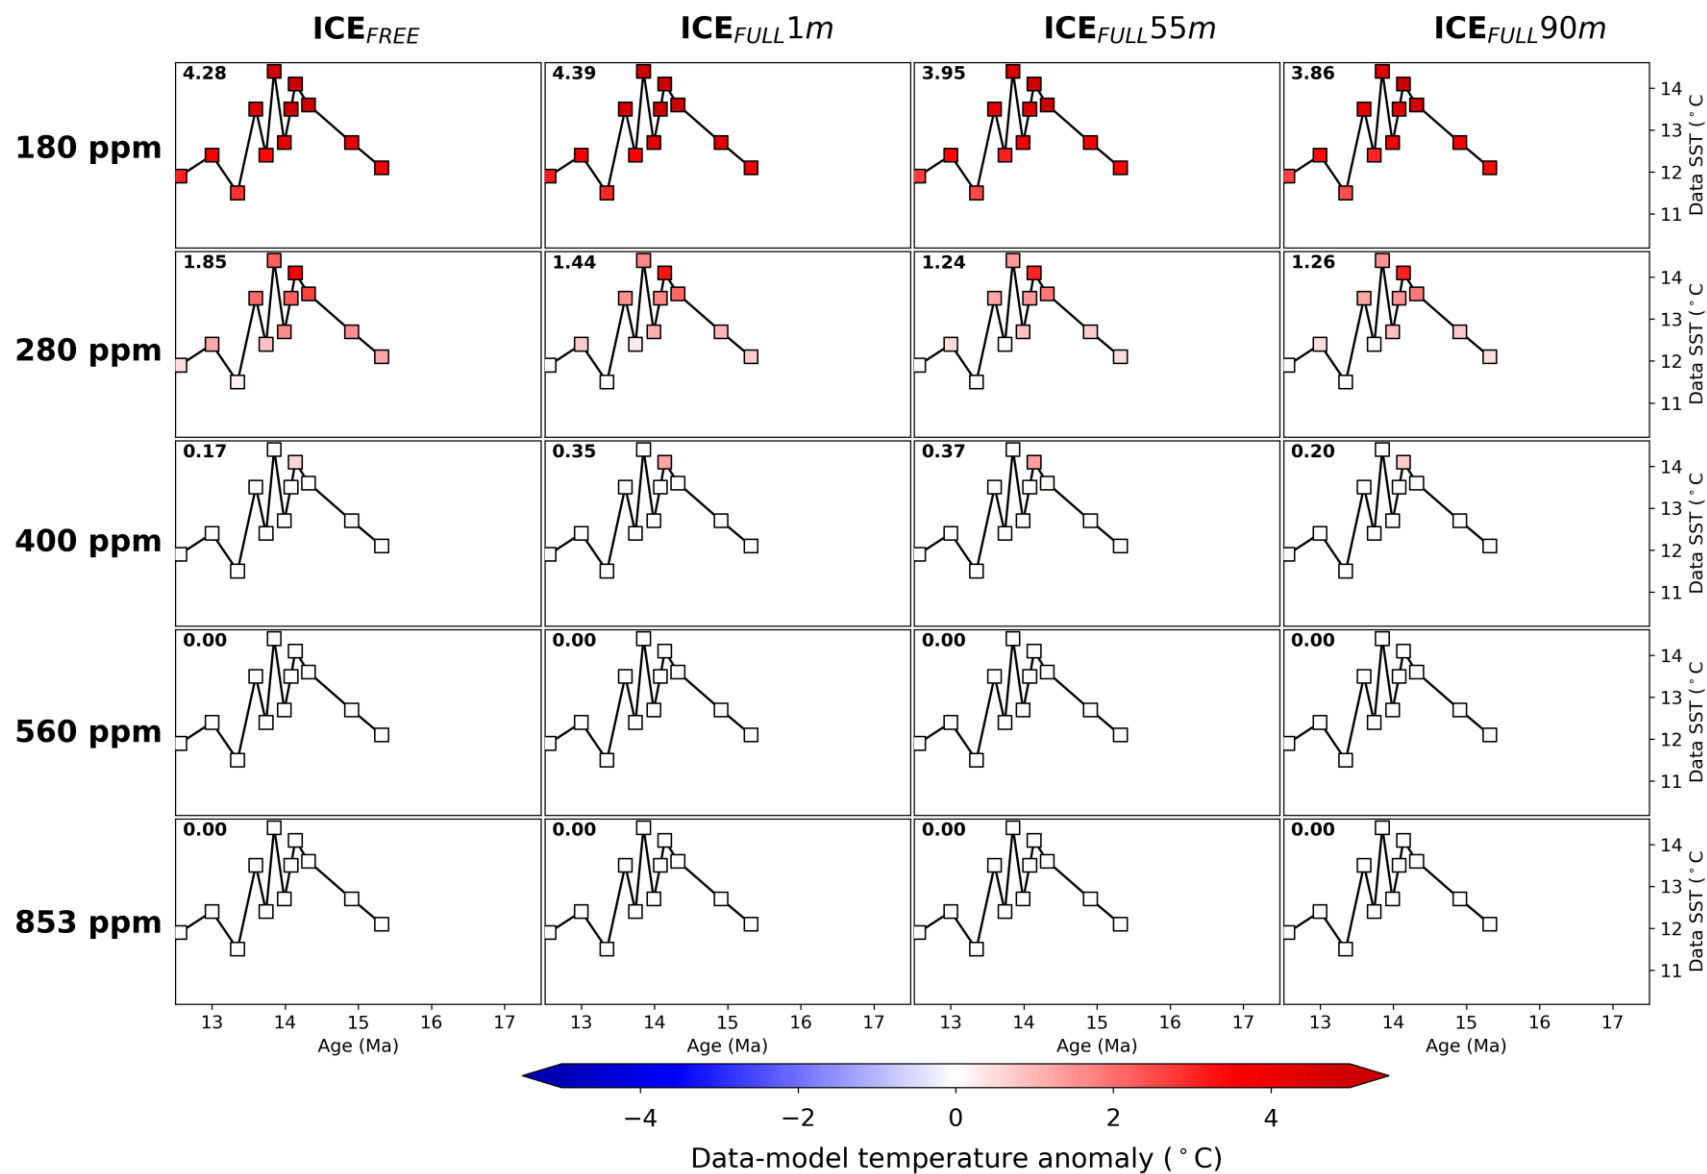 ICE_FREE ICE_FULL1m ICE_FULL55m ICE_FULL90m
180 ppm 4.28 4.39 3.95 3.86
14
13
12
11
Data SST (°C
280 ppm 1.85 1.44 1.24 1.26
14
13
12
11
Data SST (°C
400 ppm 0.17 0.35 0.37 0.20
14
13
12
11
Data SST (°C
560 ppm 0.00 0.00 0.00 0.00
14
13
12
11
Data SST (°C
853 ppm 0.00 0.00 0.00 0.00
14
13
12
11
Data SST (°C
13 14 15 16 17 13 14 15 16 17 13 14 15 16 17 13 14 15 16 17
Age (Ma) Age (Ma) Age (Ma) Age (Ma)
−4 −2 0 2 4
Data-model temperature anomaly (°C)